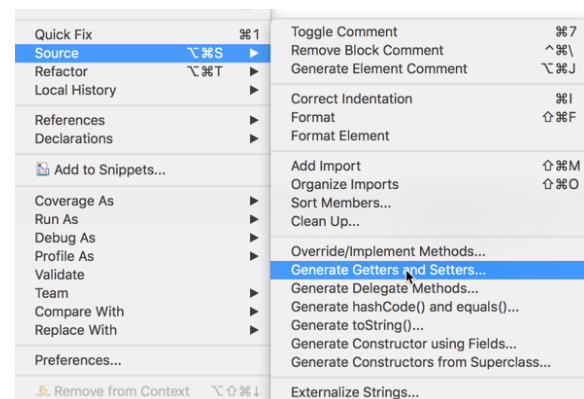 Quick Fix ⌘1
Source ⌥⌘S ▶
Refactor ⌥⌘T ▶
Local History ▶
References ▶
Declarations ▶
Add to Snippets...
Coverage As ▶
Run As ▶
Debug As ▶
Profile As ▶
Validate
Team ▶
Compare With ▶
Replace With ▶
Preferences...
Remove from Context ⌥⇧⌘↓
Toggle Comment ⌘7
Remove Block Comment ^⌘\
Generate Element Comment ⌥⌘J
Correct Indentation ⌘I
Format ⇧⌘F
Format Element
Add Import ⇧⌘M
Organize Imports ⇧⌘O
Sort Members...
Clean Up...
Override/Implement Methods...
Generate Getters and Setters...
Generate Delegate Methods...
Generate hashCode() and equals()...
Generate toString()...
Generate Constructor using Fields...
Generate Constructors from Superclass...
Externalize Strings...